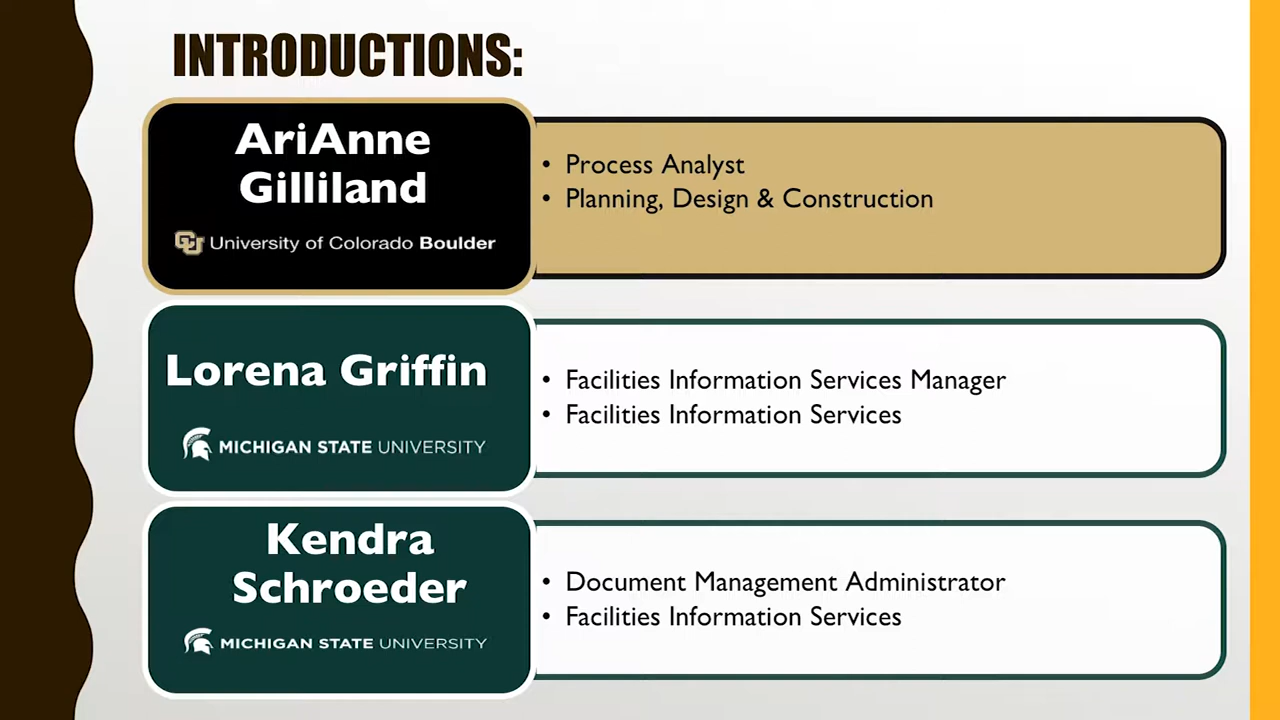 INTRODUCTIONS:
AriAnne
Gilliland
CU University of Colorado Boulder
• Process Analyst
• Planning, Design & Construction
Lorena Griffin
MICHIGAN STATE UNIVERSITY
• Facilities Information Services Manager
• Facilities Information Services
Kendra
Schroeder
MICHIGAN STATE UNIVERSITY
• Document Management Administrator
• Facilities Information Services